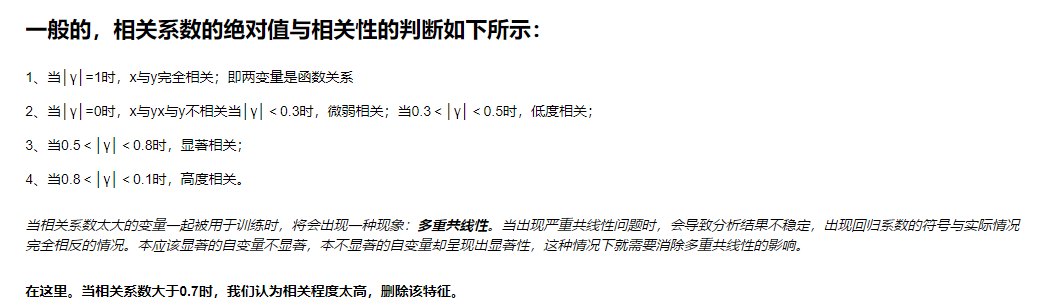 一般的，相关系数的绝对值与相关性的判断如下所示：
1、当|γ|=1时，x与y完全相关；即两变量是函数关系
2、当|γ|=0时，x与yx与y不相关当|γ|＜0.3时，微弱相关；当0.3＜|γ|＜0.5时，低度相关；
3、当0.5＜|γ|＜0.8时，显著相关；
4、当0.8＜|γ|＜0.1时，高度相关。
当相关系数太大的变量一起被用于训练时，将会出现一种现象：多重共线性。当出现严重共线性问题时，会导致分析结果不稳定，出现回归系数的符号与实际情况
完全相反的情况。本应该显著的自变量不显著，本不显著的自变量却呈现出显著性，这种情况下就需要消除多重共线性的影响。
在这里。当相关系数大于0.7时，我们认为相关程度太高，删除该特征。